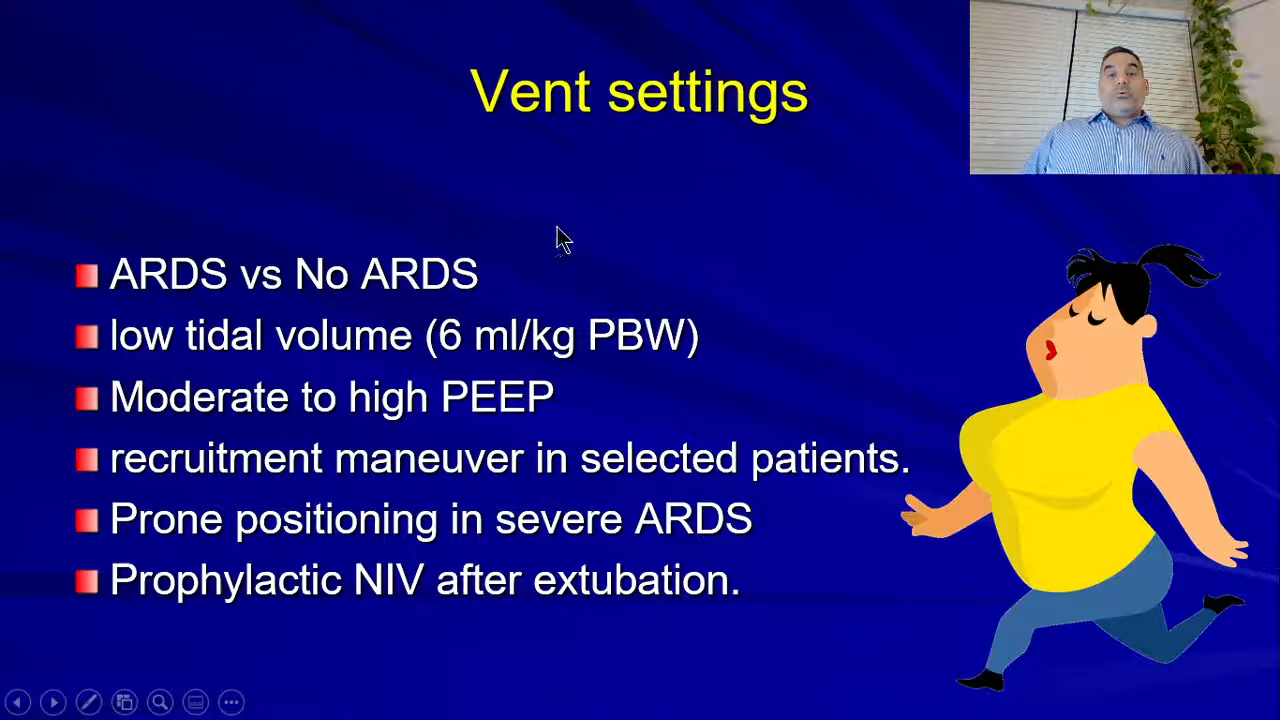 Vent settings
ARDS vs No ARDS
low tidal volume (6 ml/kg PBW)
Moderate to high PEEP
recruitment maneuver in selected patients.
Prone positioning in severe ARDS
Prophylactic NIV after extubation.